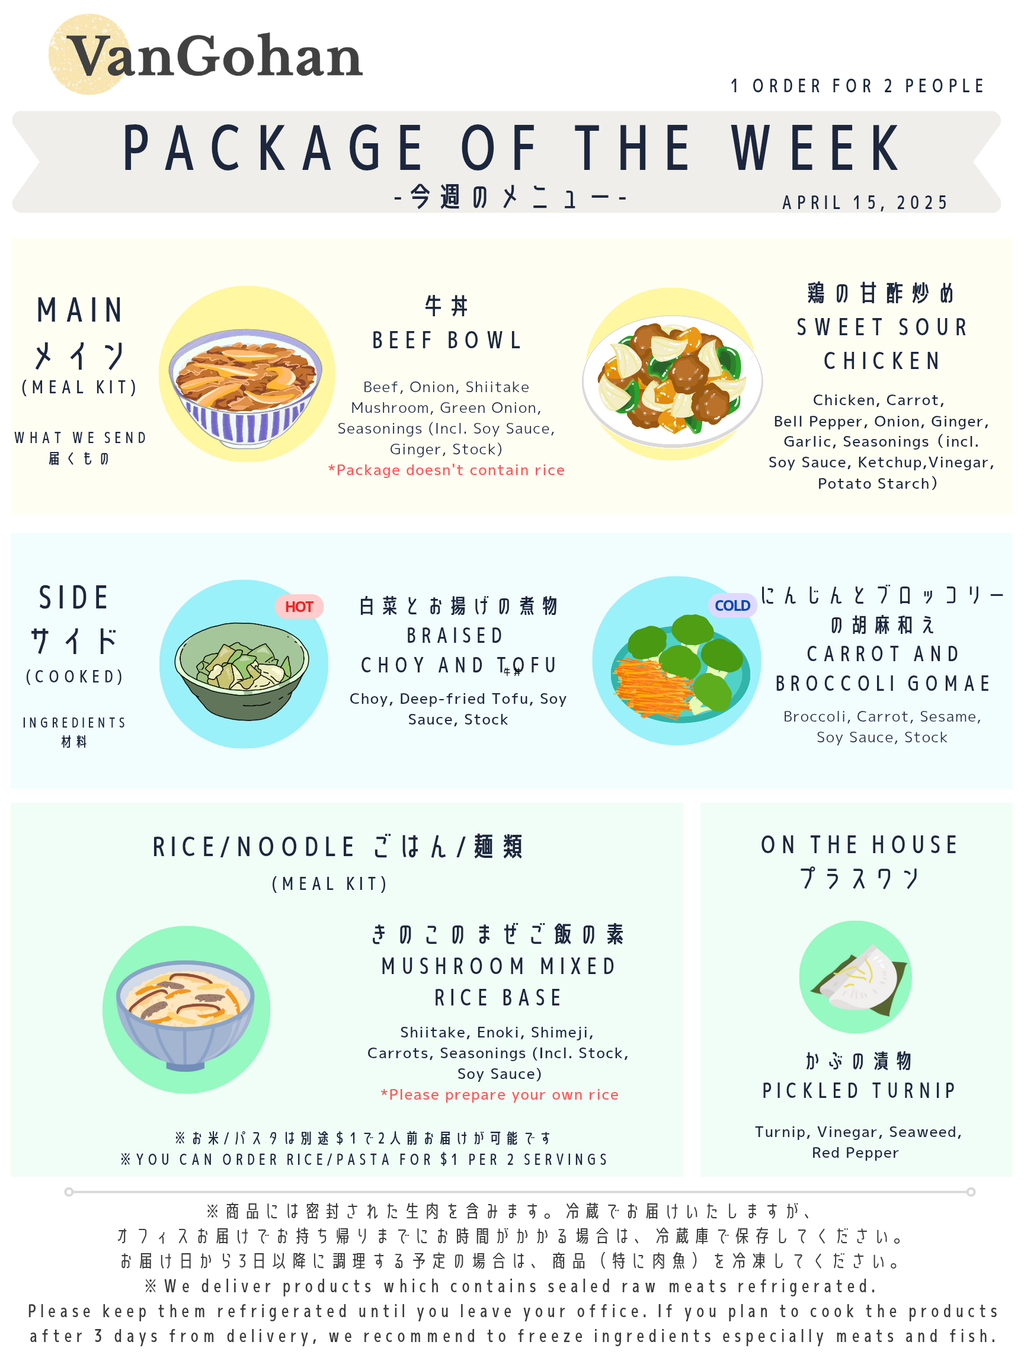 VanGohan
1 ORDER FOR 2 PEOPLE
PACKAGE OF THE WEEK
-今週のメニュー-
APRIL 15, 2025
MAIN
メイン
(MEAL KIT)
WHAT WE SEND
届くもの
牛丼
BEEF BOWL
Beef, Onion, Shiitake
Mushroom, Green Onion,
Seasonings (Incl. Soy Sauce,
Ginger, Stock)
*Package doesn't contain rice
鶏の甘酢炒め
SWEET SOUR
CHICKEN
Chicken, Carrot,
Bell Pepper, Onion, Ginger,
Garlic, Seasonings (incl.
Soy Sauce, Ketchup,Vinegar,
Potato Starch)
SIDE
サイド
(COOKED)
INGREDIENTS
材料
HOT
白菜とお揚げの煮物
BRAISED
CHOY AND TOFU
牛丼
Choy, Deep-fried Tofu, Soy
Sauce, Stock
COLD
にんじんとブロッコリー
の胡麻和え
CARROT AND
BROCCOLI GOMAE
Broccoli, Carrot, Sesame,
Soy Sauce, Stock
RICE/NOODLE ごはん/麺類
(MEAL KIT)
きのこのまぜご飯の素
MUSHROOM MIXED
RICE BASE
Shiitake, Enoki, Shimeji,
Carrots, Seasonings (Incl. Stock,
Soy Sauce)
*Please prepare your own rice
※お米/パスタは別途$1で2人前お届けが可能です
※YOU CAN ORDER RICE/PASTA FOR $1 PER 2 SERVINGS
ON THE HOUSE
プラスワン
かぶの漬物
PICKLED TURNIP
Turnip, Vinegar, Seaweed,
Red Pepper
※商品には密封された生肉を含みます。冷蔵でお届けいたしますが、
オフィスお届けでお持ち帰りまでにお時間がかかる場合は、冷蔵庫で保存してください。
お届け日から3日以降に調理する予定の場合は、商品（特に肉魚）を冷凍してください。
※We deliver products which contains sealed raw meats refrigerated.
Please keep them refrigerated until you leave your office. If you plan to cook the products
after 3 days from delivery, we recommend to freeze ingredients especially meats and fish.